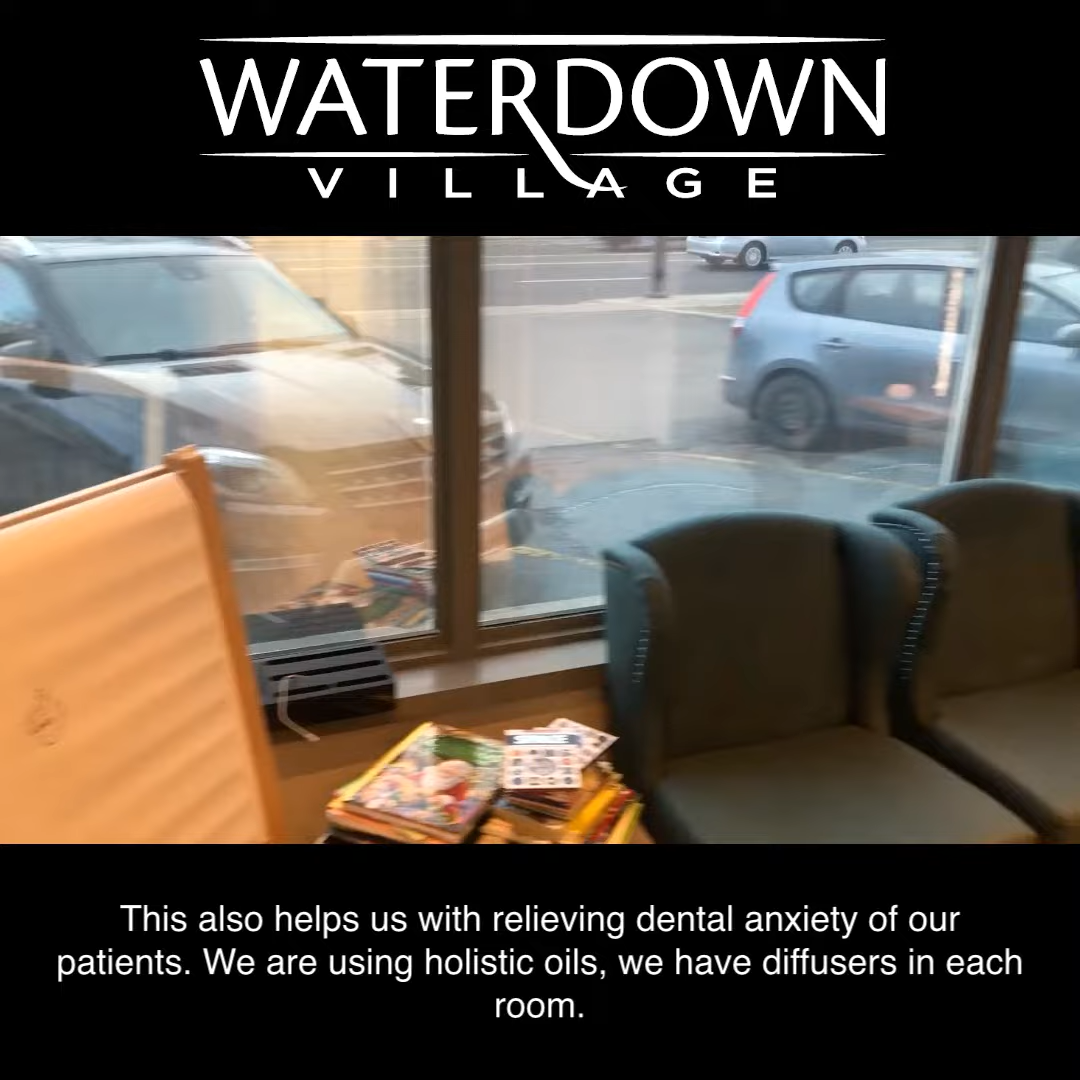 WATERDOWN
VILLAGE
This also helps us with relieving dental anxiety of our
patients. We are using holistic oils, we have diffusers in each
room.